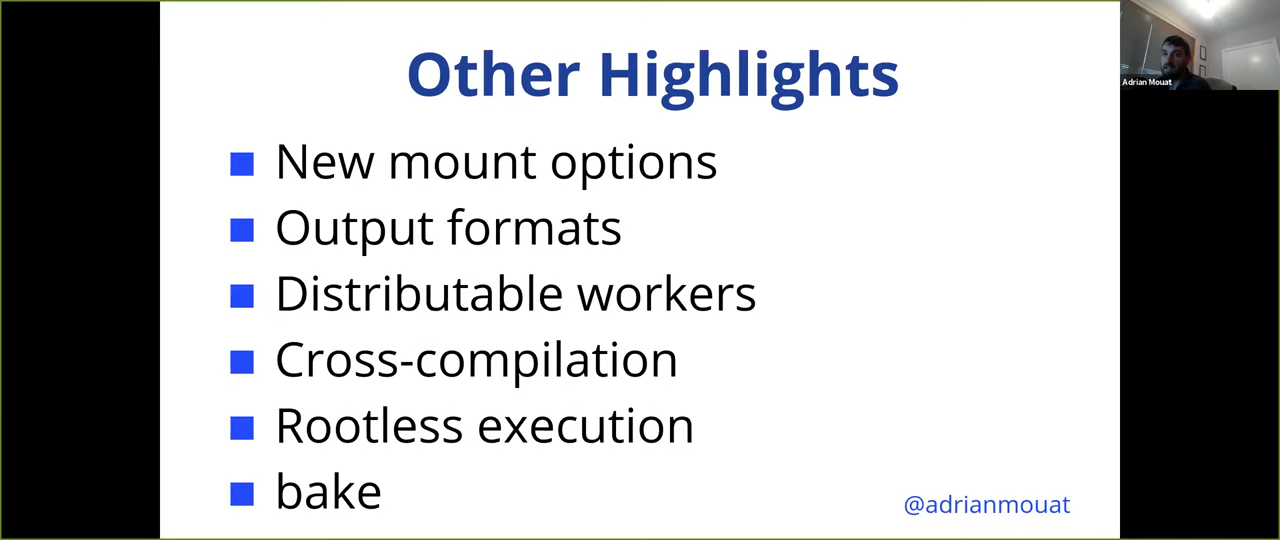 Other Highlights
New mount options
Output formats
Distributable workers
Cross-compilation
Rootless execution
bake
@adrianmouat
Adrian Mouat